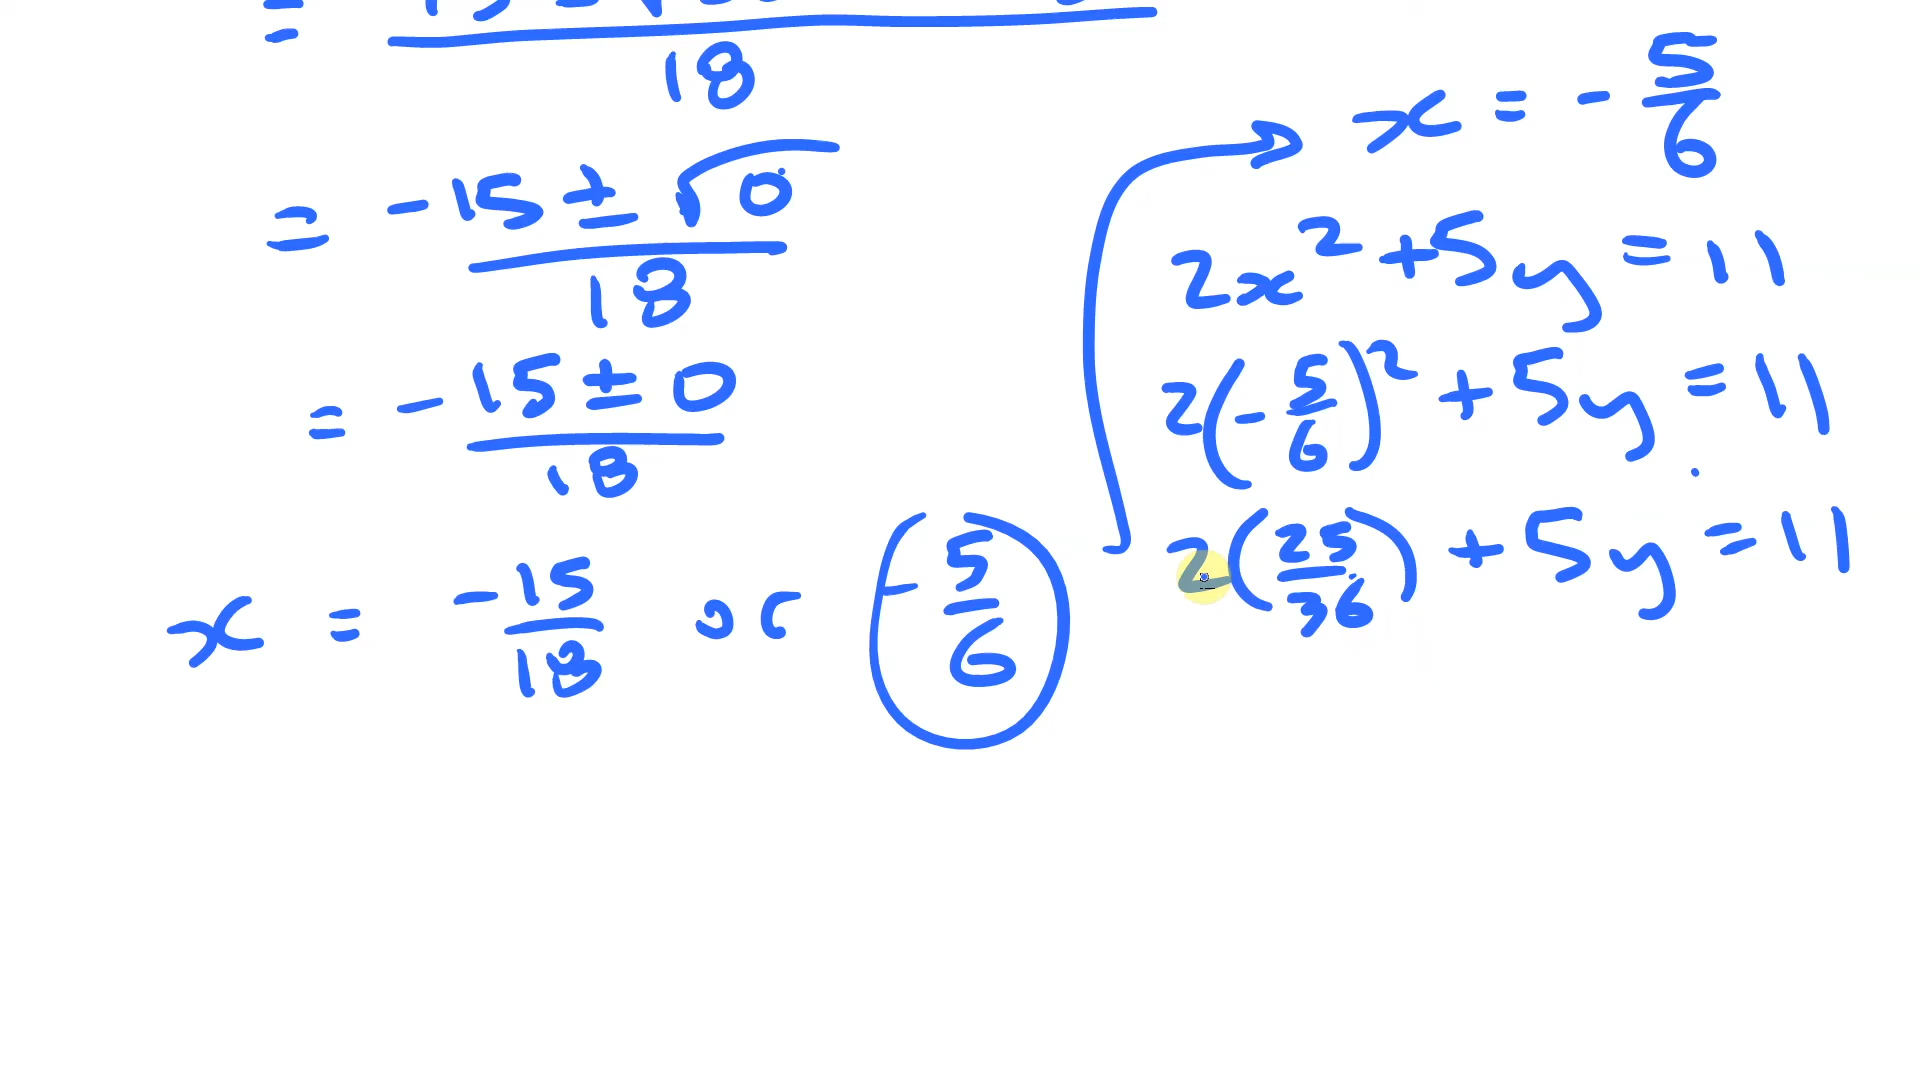 =
18
= -15 ± √0
18
= -15 ± 0
18
x = -15/18 or -5/6
x = -5/6
2x² + 5y = 11
2(-5/6)² + 5y = 11
2(25/36) + 5y = 11